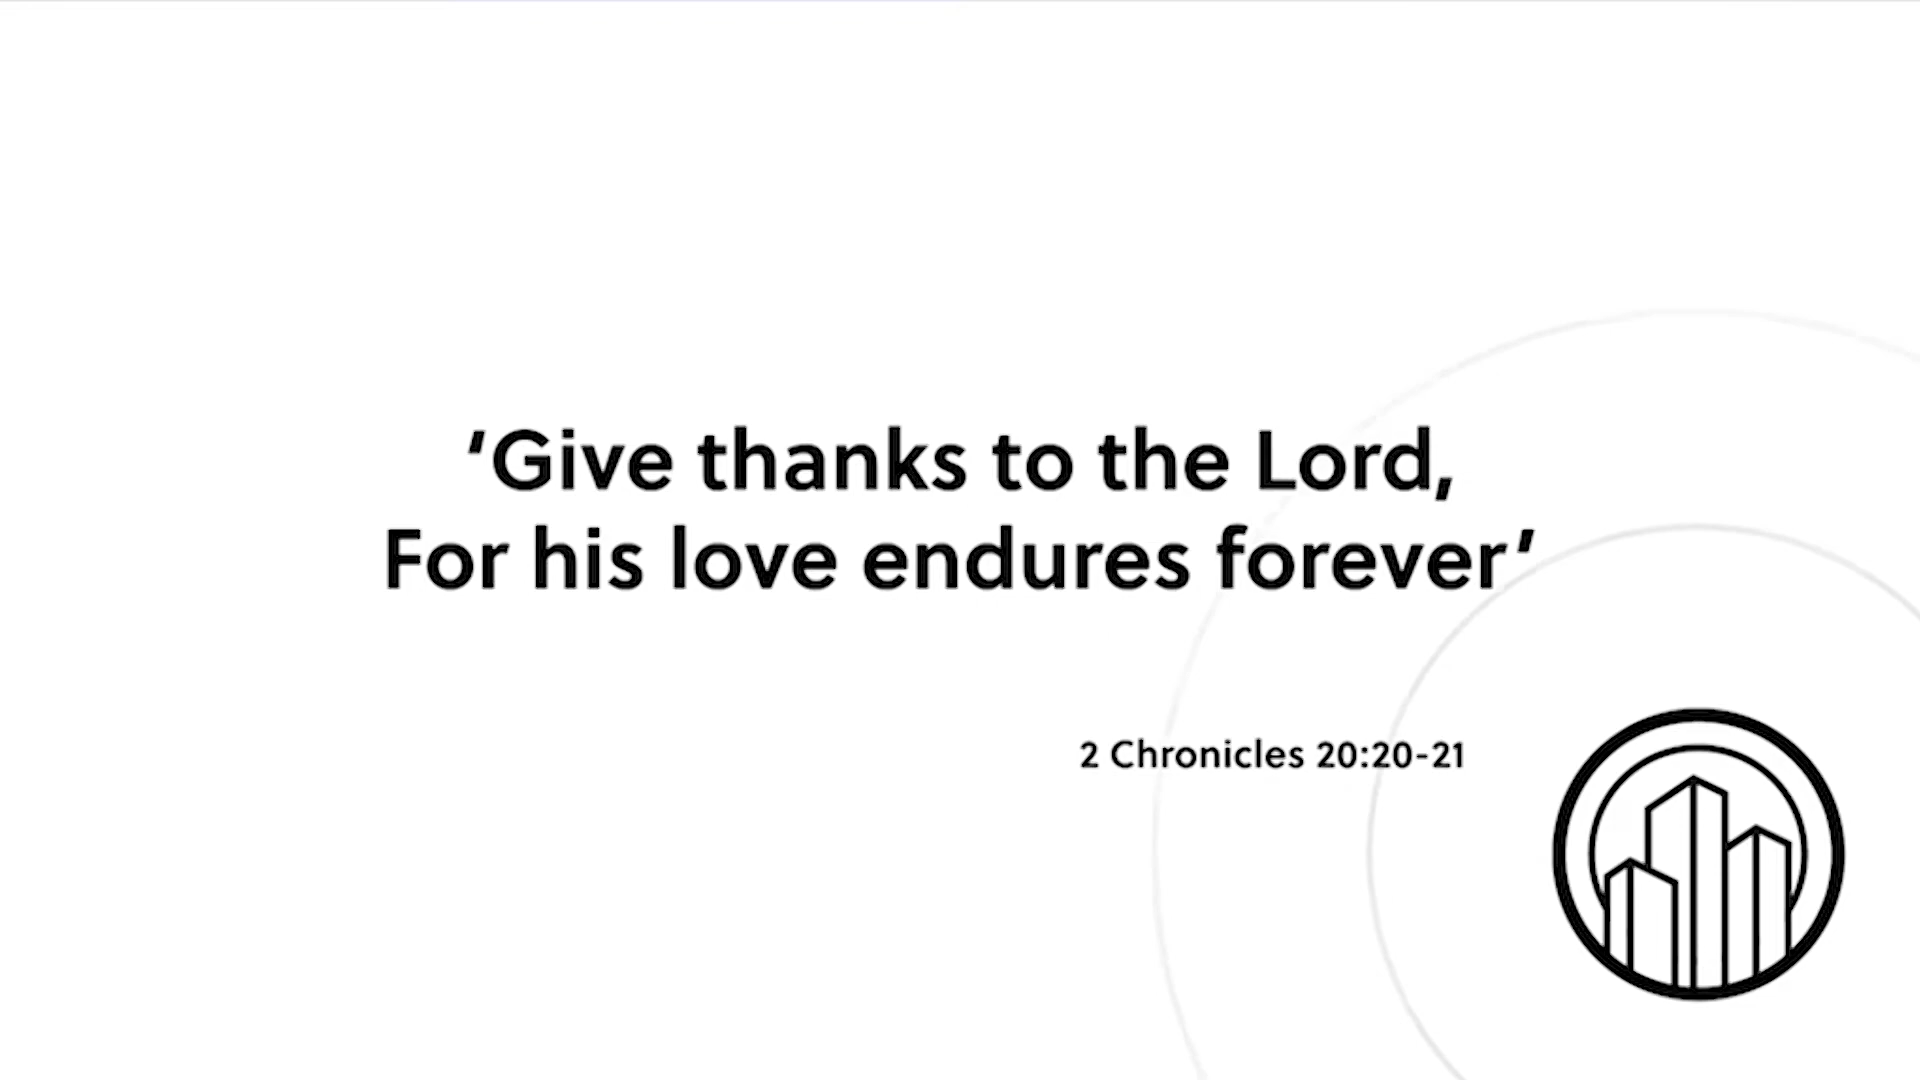 ‘Give thanks to the Lord,
For his love endures forever’
2 Chronicles 20:20-21